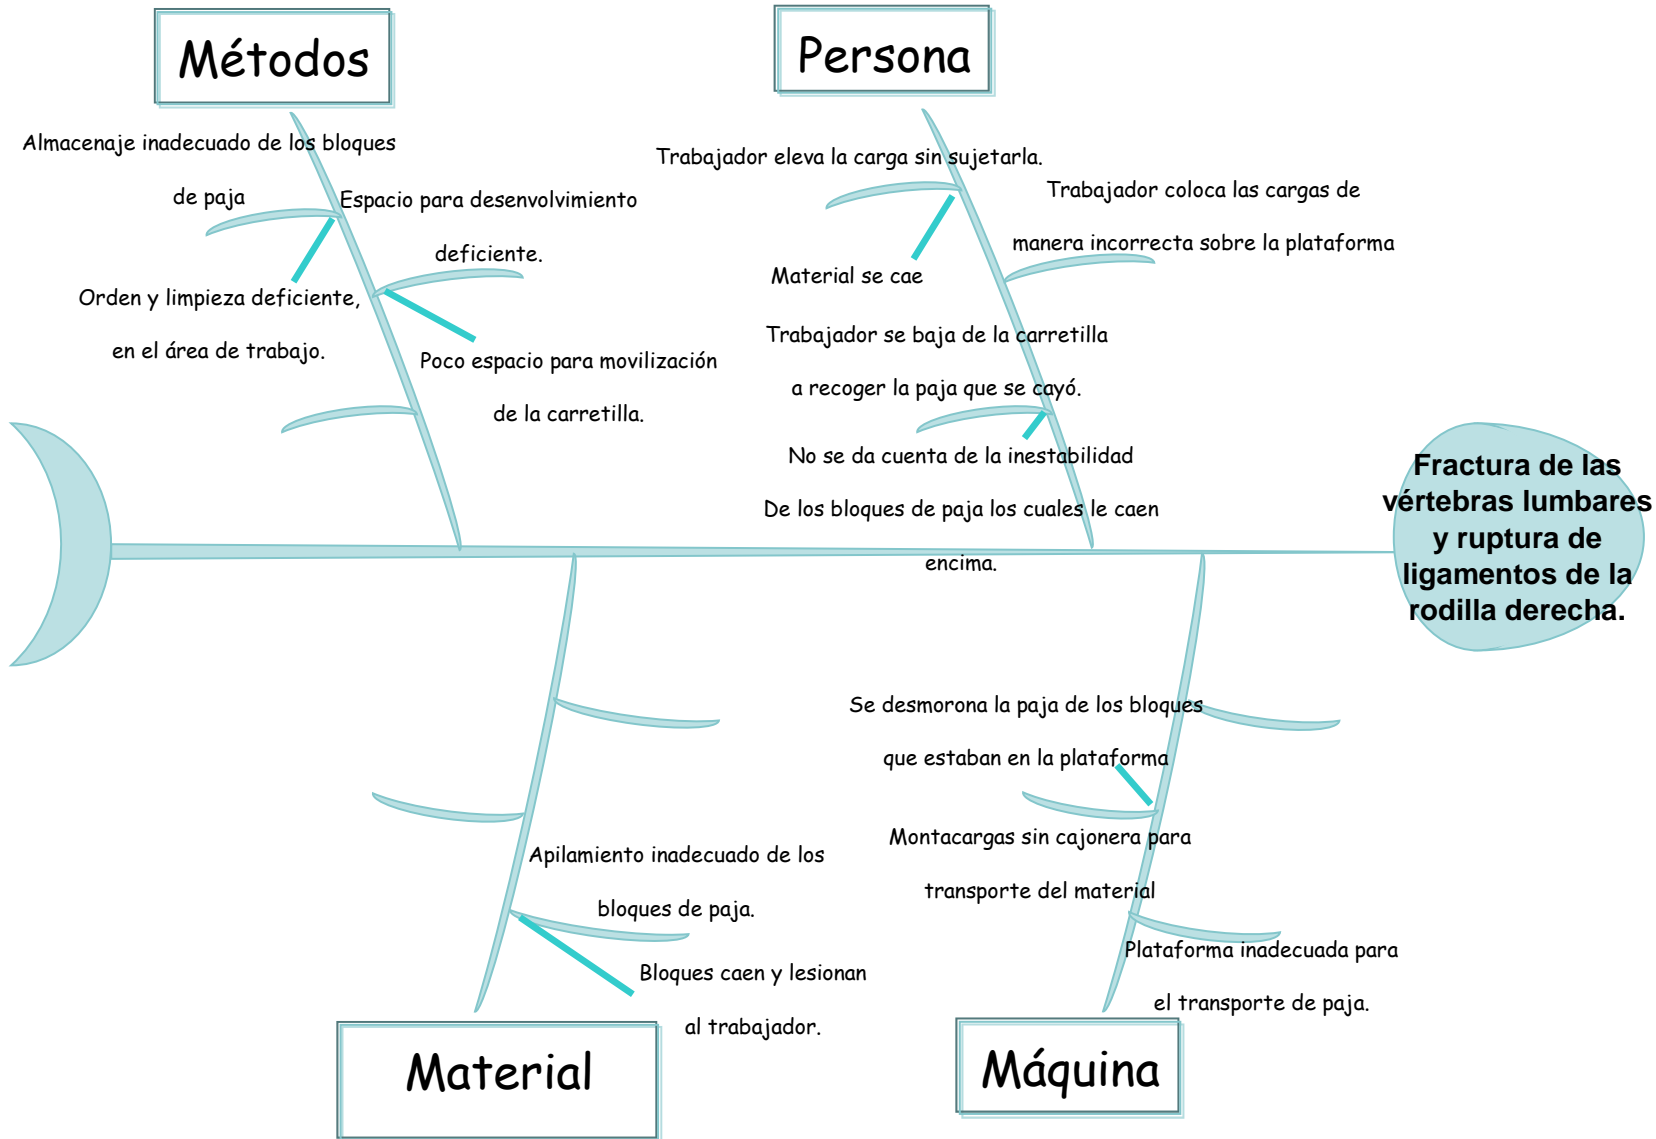 Métodos
Persona
Almacenaje inadecuado de los bloques
de paja
Espacio para desenvolvimiento
deficiente.
Orden y limpieza deficiente,
en el área de trabajo.
Poco espacio para movilización
de la carretilla.
Trabajador eleva la carga sin sujetarla.
Trabajador coloca las cargas de
manera incorrecta sobre la plataforma
Material se cae
Trabajador se baja de la carretilla
a recoger la paja que se cayó.
No se da cuenta de la inestabilidad
De los bloques de paja los cuales le caen
encima.
Fractura de las
vértebras lumbares
y ruptura de
ligamentos de la
rodilla derecha.
Apilamiento inadecuado de los
bloques de paja.
Bloques caen y lesionan
al trabajador.
Se desmorona la paja de los bloques
que estaban en la plataforma
Montacargas sin cajonera para
transporte del material
Plataforma inadecuada para
el transporte de paja.
Material
Máquina